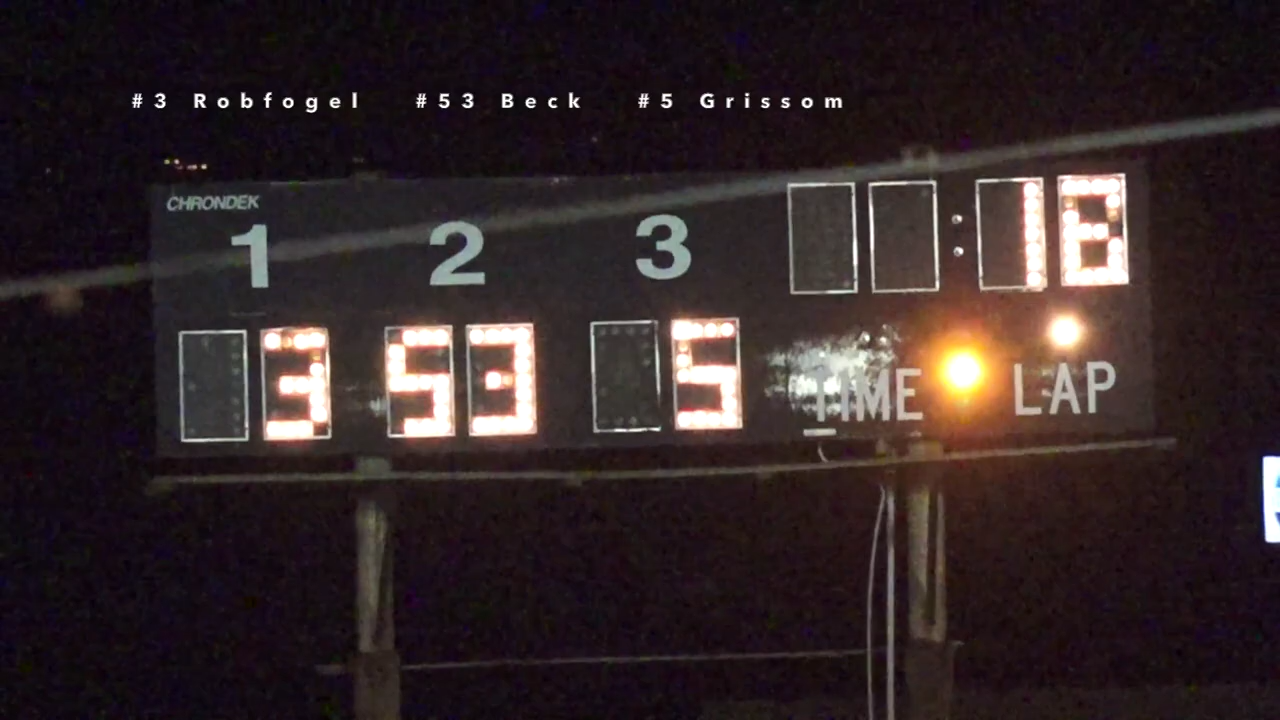 #3 Robfogel #53 Beck #5 Grissom
CHRONDEK
1 2 3 :18
3 53 5
TIME LAP